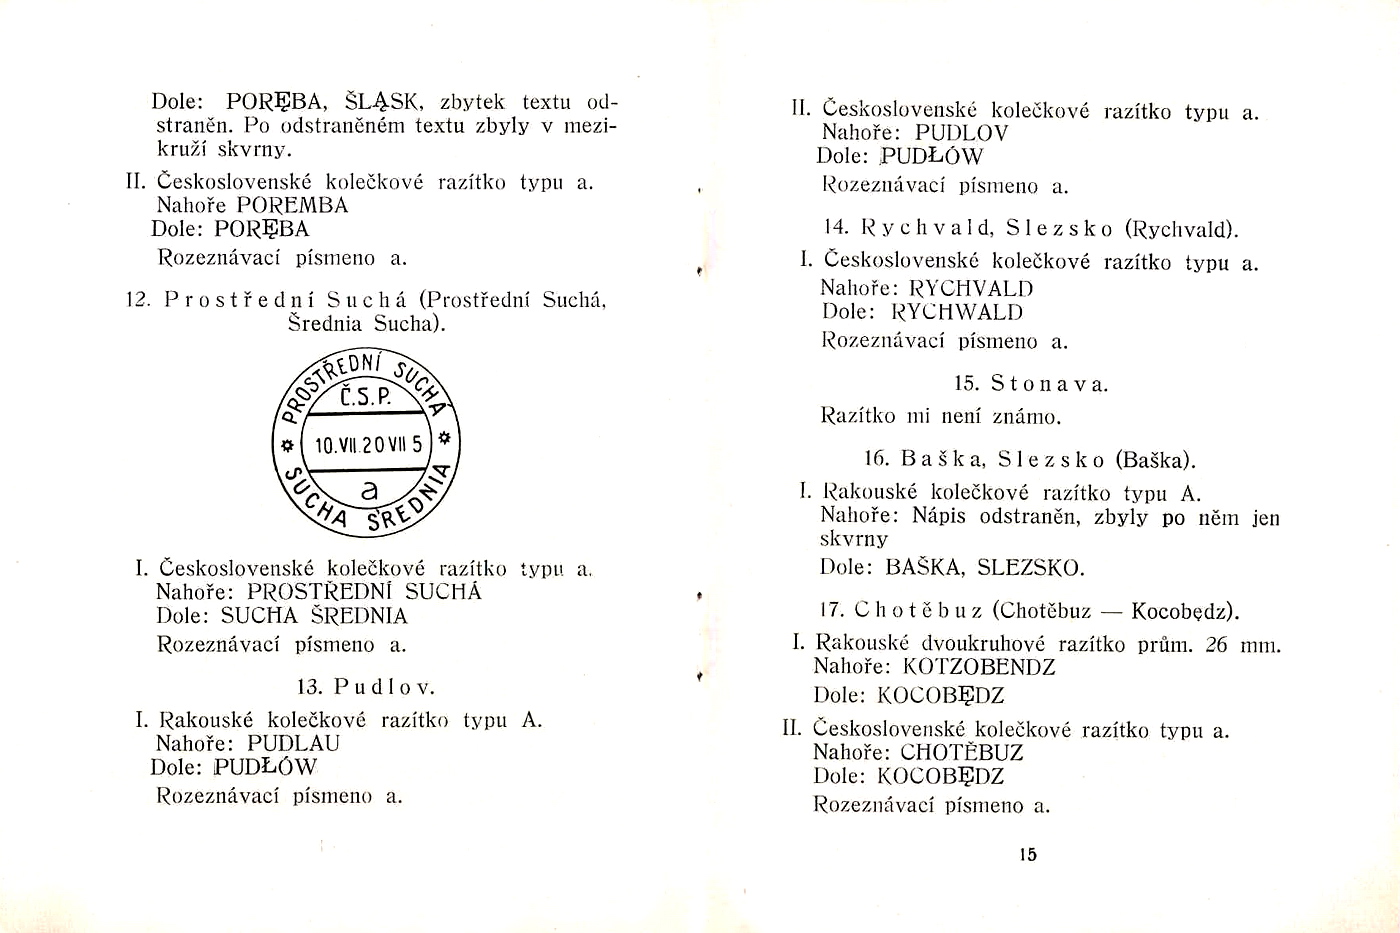 Dole: PORĘBA, ŠLĄSK, zbytek textu od-
straněn. Po odstraněném textu zbyly v mezi-
kruží skvrny.
II. Československé kolečkové razítko typu a.
Nahoře POREMBA
Dole: PORĘBA
Rozeznávací písmeno a.
12. Prostřední Suchá (Prostřední Suchá,
Šrednia Sucha).
PROSTŘEDNÍ SUCHÁ
Č.S.P.
10.VII.20 VII 5
a
SUCHA ŚREDNIA
I. Československé kolečkové razítko typu a.
Nahoře: PROSTŘEDNÍ SUCHÁ
Dole: SUCHA ŠREDNIA
Rozeznávací písmeno a.
13. Pudlov.
I. Rakouské kolečkové razítko typu A.
Nahoře: PUDLAU
Dole: PUDŁÓW
Rozeznávací písmeno a.
II. Československé kolečkové razítko typu a.
Nahoře: PUDLOV
Dole: PUDŁÓW
Rozeznávací písmeno a.
14. Rychvald, Slezsko (Rychvald).
I. Československé kolečkové razítko typu a.
Nahoře: RYCHVALD
Dole: RYCHWALD
Rozeznávací písmeno a.
15. Stonava.
Razítko mi není známo.
16. Baška, Slezsko (Baška).
I. Rakouské kolečkové razítko typu A.
Nahoře: Nápis odstraněn, zbyly po něm jen
skvrny
Dole: BAŠKA, SLEZSKO.
17. Chotěbuz (Chotěbuz — Kocobędz).
I. Rakouské dvoukruhové razítko prům. 26 mm.
Nahoře: KOTZOBENDZ
Dole: KOCOBĘDZ
II. Československé kolečkové razítko typu a.
Nahoře: CHOTĚBUZ
Dole: KOCOBĘDZ
Rozeznávací písmeno a.
15